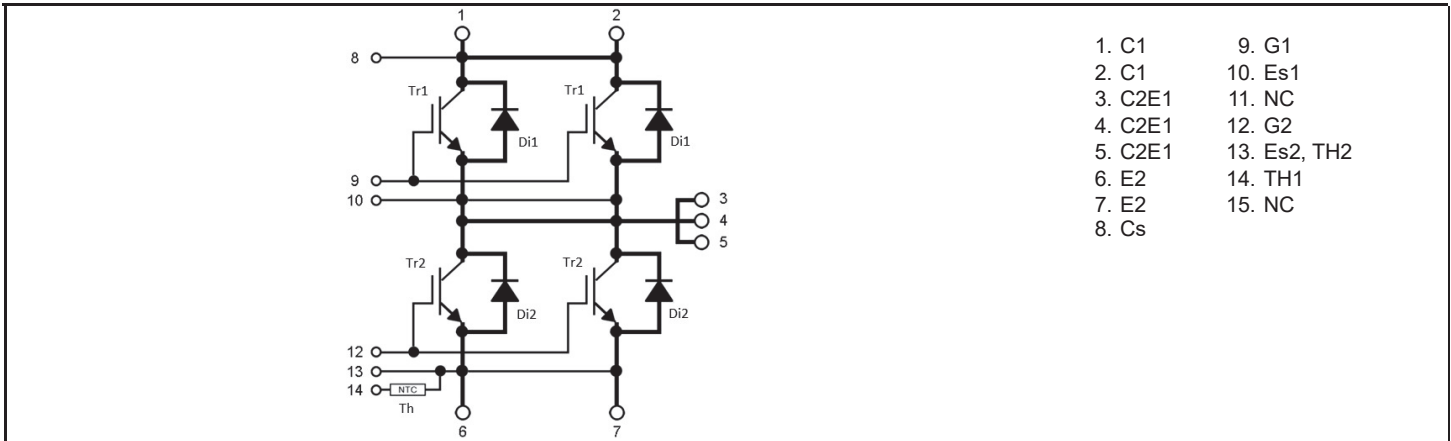 1 2
8
Tr1 Tr1
Di1 Di1
9
10
3
4
5
Tr2 Tr2
Di2 Di2
12
13
14 NTC
Th
6 7
1. C1
2. C1
3. C2E1
4. C2E1
5. C2E1
6. E2
7. E2
8. Cs
9. G1
10. Es1
11. NC
12. G2
13. Es2, TH2
14. TH1
15. NC